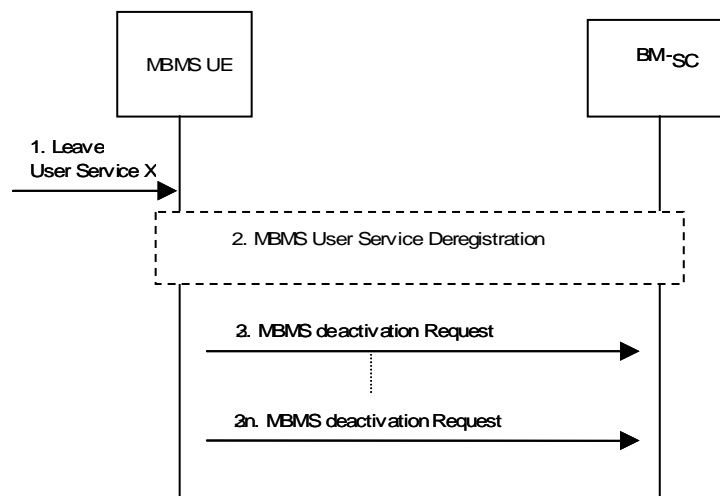 MBMS UE
BM-SC
1. Leave
User Service X
2. MBMS User Service Deregistration
3. MBMS deactivation Request
3n. MBMS deactivation Request